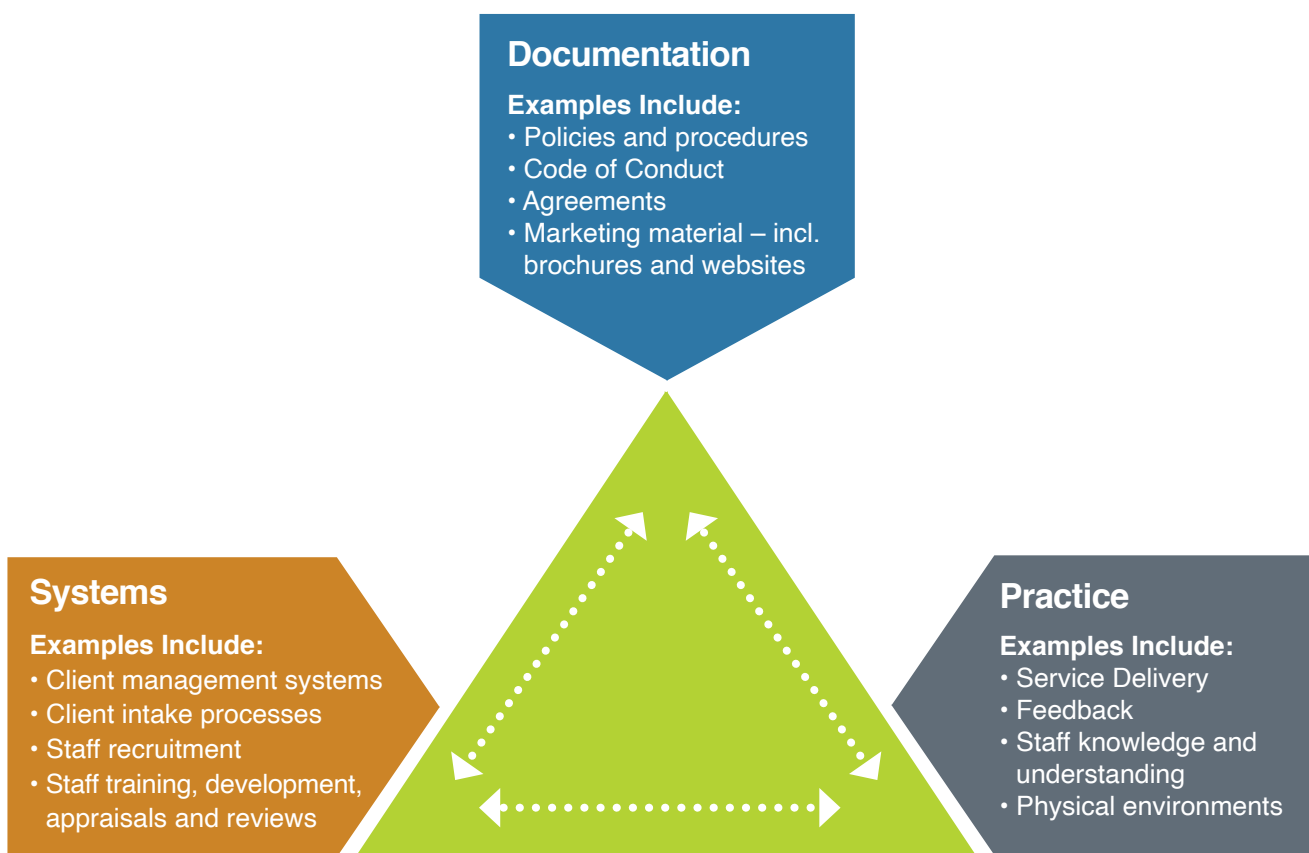 Documentation
Examples Include:
• Policies and procedures
• Code of Conduct
• Agreements
• Marketing material – incl.
brochures and websites
Systems
Examples Include:
• Client management systems
• Client intake processes
• Staff recruitment
• Staff training, development,
appraisals and reviews
Practice
Examples Include:
• Service Delivery
• Feedback
• Staff knowledge and
understanding
• Physical environments